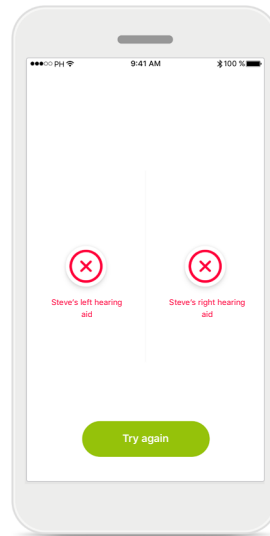 PH 9:41 AM 100 %
Steve's left hearing
aid
Steve's right hearing
aid
Try again